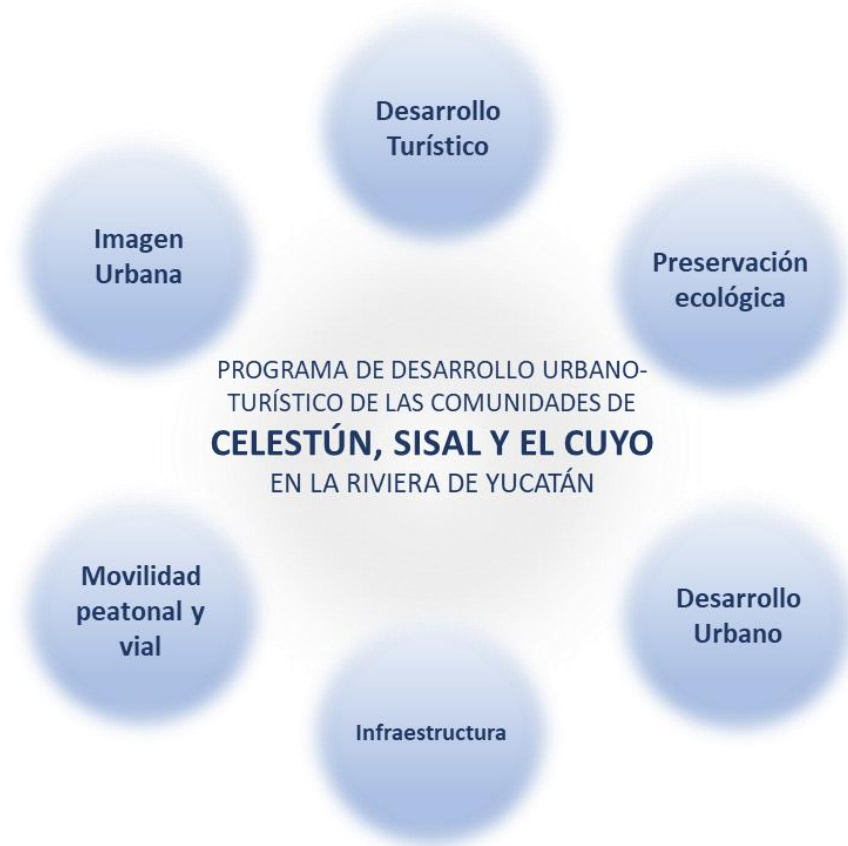 Desarrollo
Turístico
Imagen
Urbana
Preservación
ecológica
PROGRAMA DE DESARROLLO URBANO-
TURÍSTICO DE LAS COMUNIDADES DE
CELESTÚN, SISAL Y EL CUYO
EN LA RIVIERA DE YUCATÁN
Movilidad
peatonal y
vial
Desarrollo
Urbano
Infraestructura